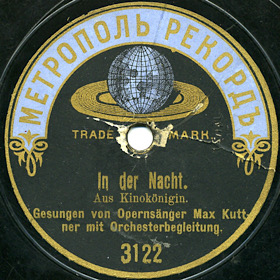 МЕТРОПОЛЬ РЕКОРДЪ
TRADE MARK
In der Nacht.
Aus Kinokönigin.
Gesungen von Opernsänger Max Kutt-
ner mit Orchesterbegleitung.
3122